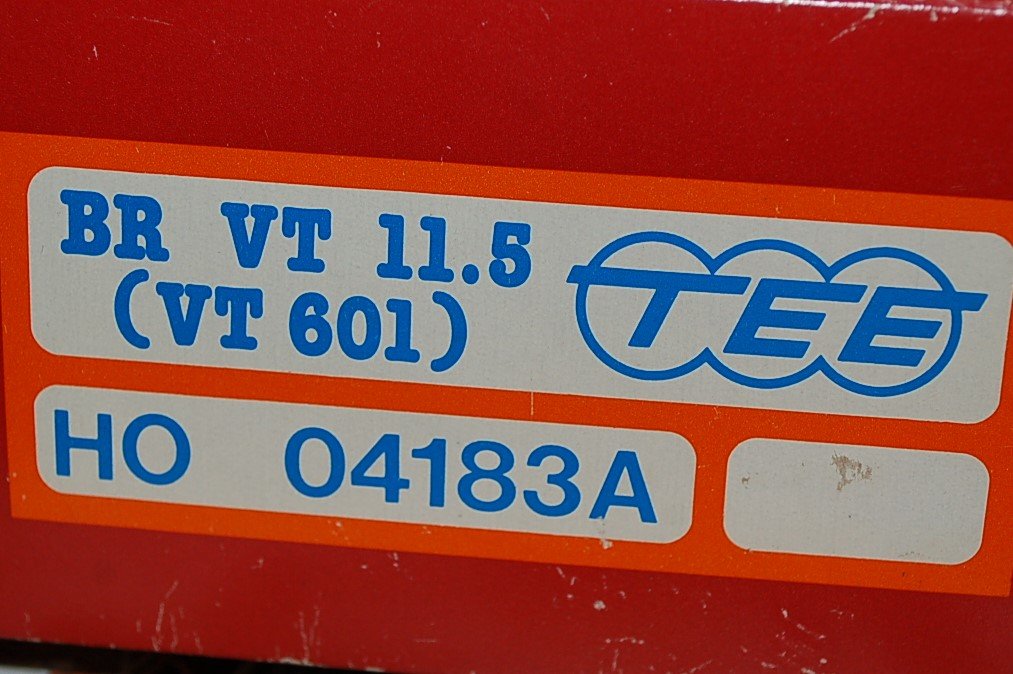 BR VT 11.5
(VT 601)
TEE
HO 04183A